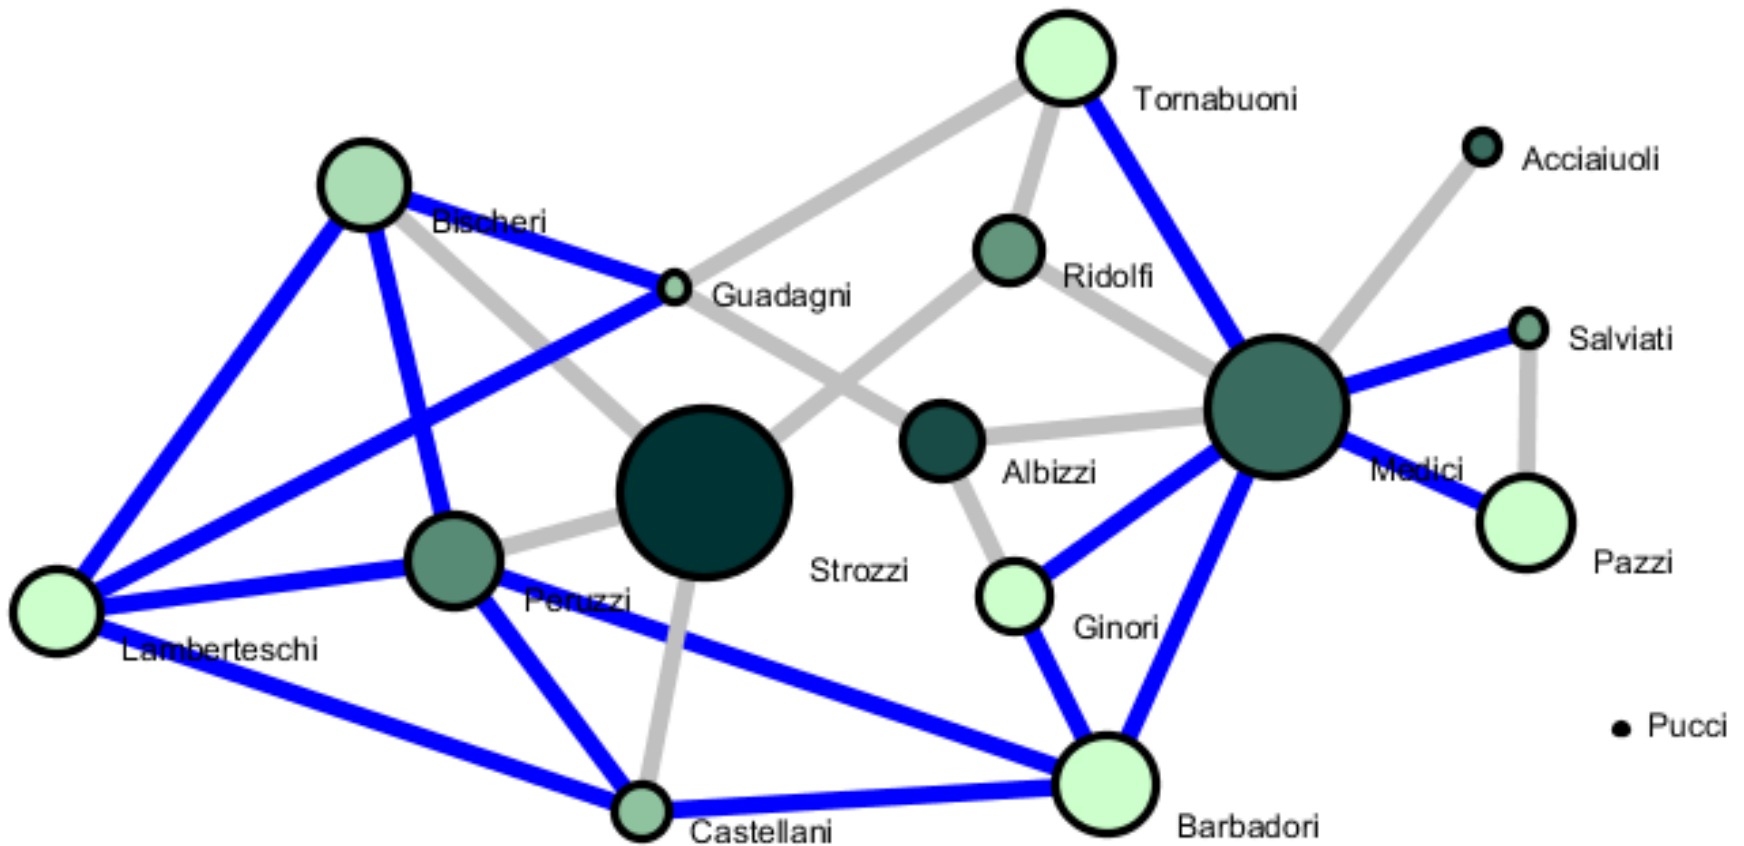 Tornabuoni
Acciaiuoli
Bischeri
Ridolfi
Guadagni
Salviati
Albizzi
Medici
Pazzi
Strozzi
Peruzzi
Ginori
Lamberteschi
Pucci
Castellani
Barbadori